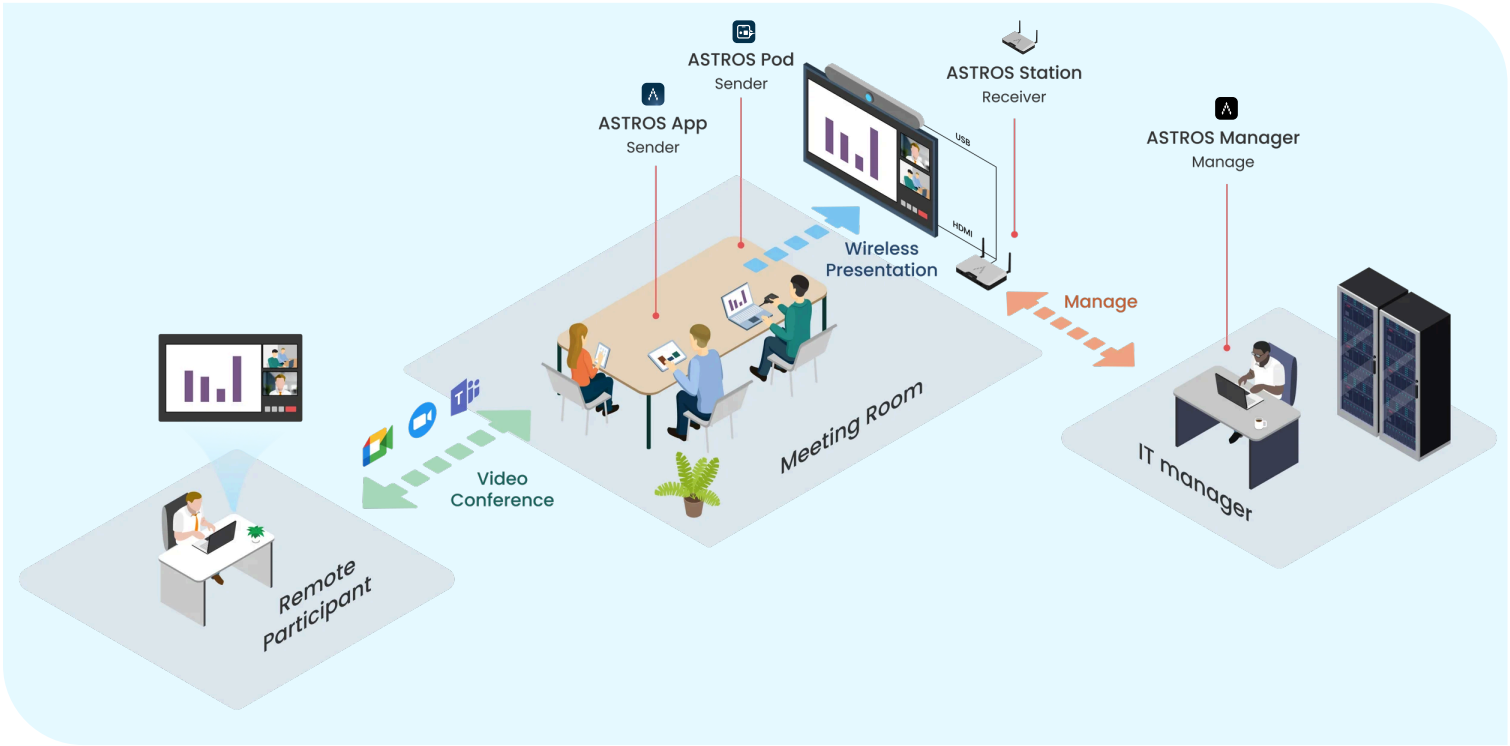 ASTROS Pod
Sender
ASTROS App
Sender
ASTROS Station
Receiver
ASTROS Manager
Manage
USB
HDMI
Wireless
Presentation
Manage
Video
Conference
Meeting Room
IT manager
Remote
Participant
T